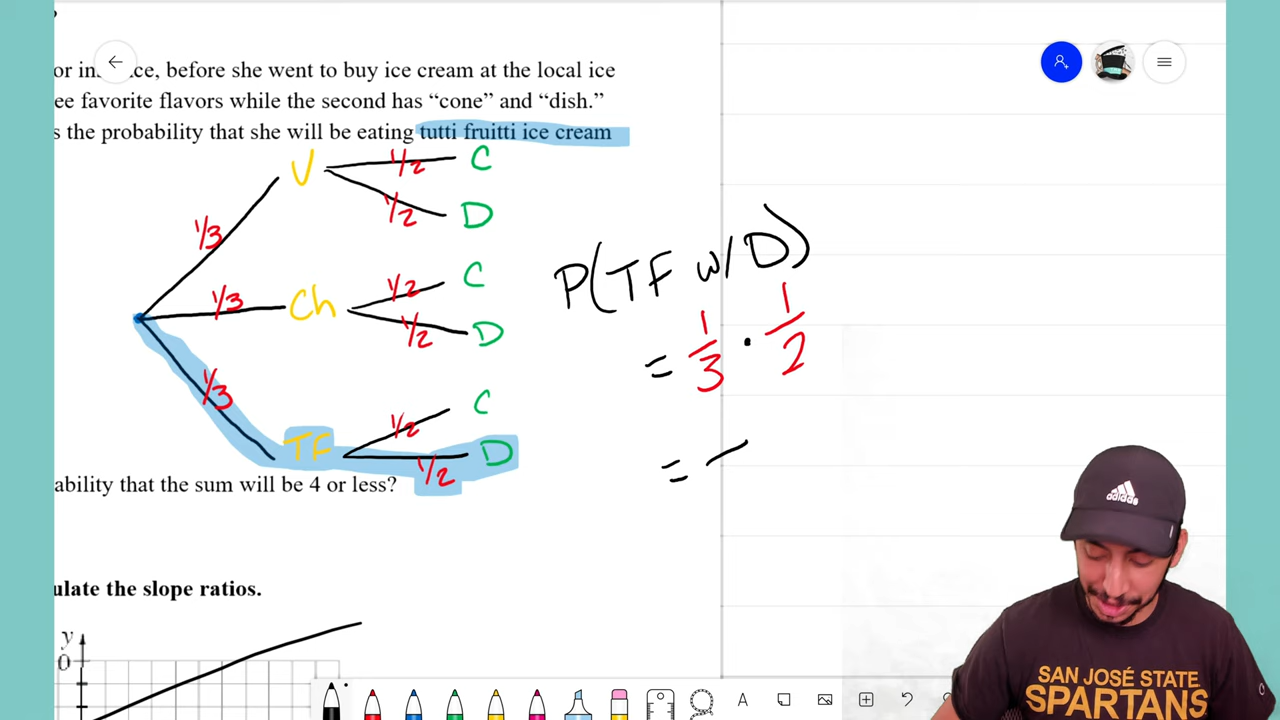 or in ce, before she went to buy ice cream at the local ice
ee favorite flavors while the second has “cone” and “dish.”
s the probability that she will be eating tutti fruitti ice cream
V
1/2
C
1/2
D
1/3
1/3
Ch
1/2
C
1/2
D
1/3
TF
1/2
C
1/2
D
P(TF w/D)
= 1/3 · 1/2
=
ability that the sum will be 4 or less?
ulate the slope ratios.
y
0
A
adidas
SAN JOSÉ STATE
SPARTANS